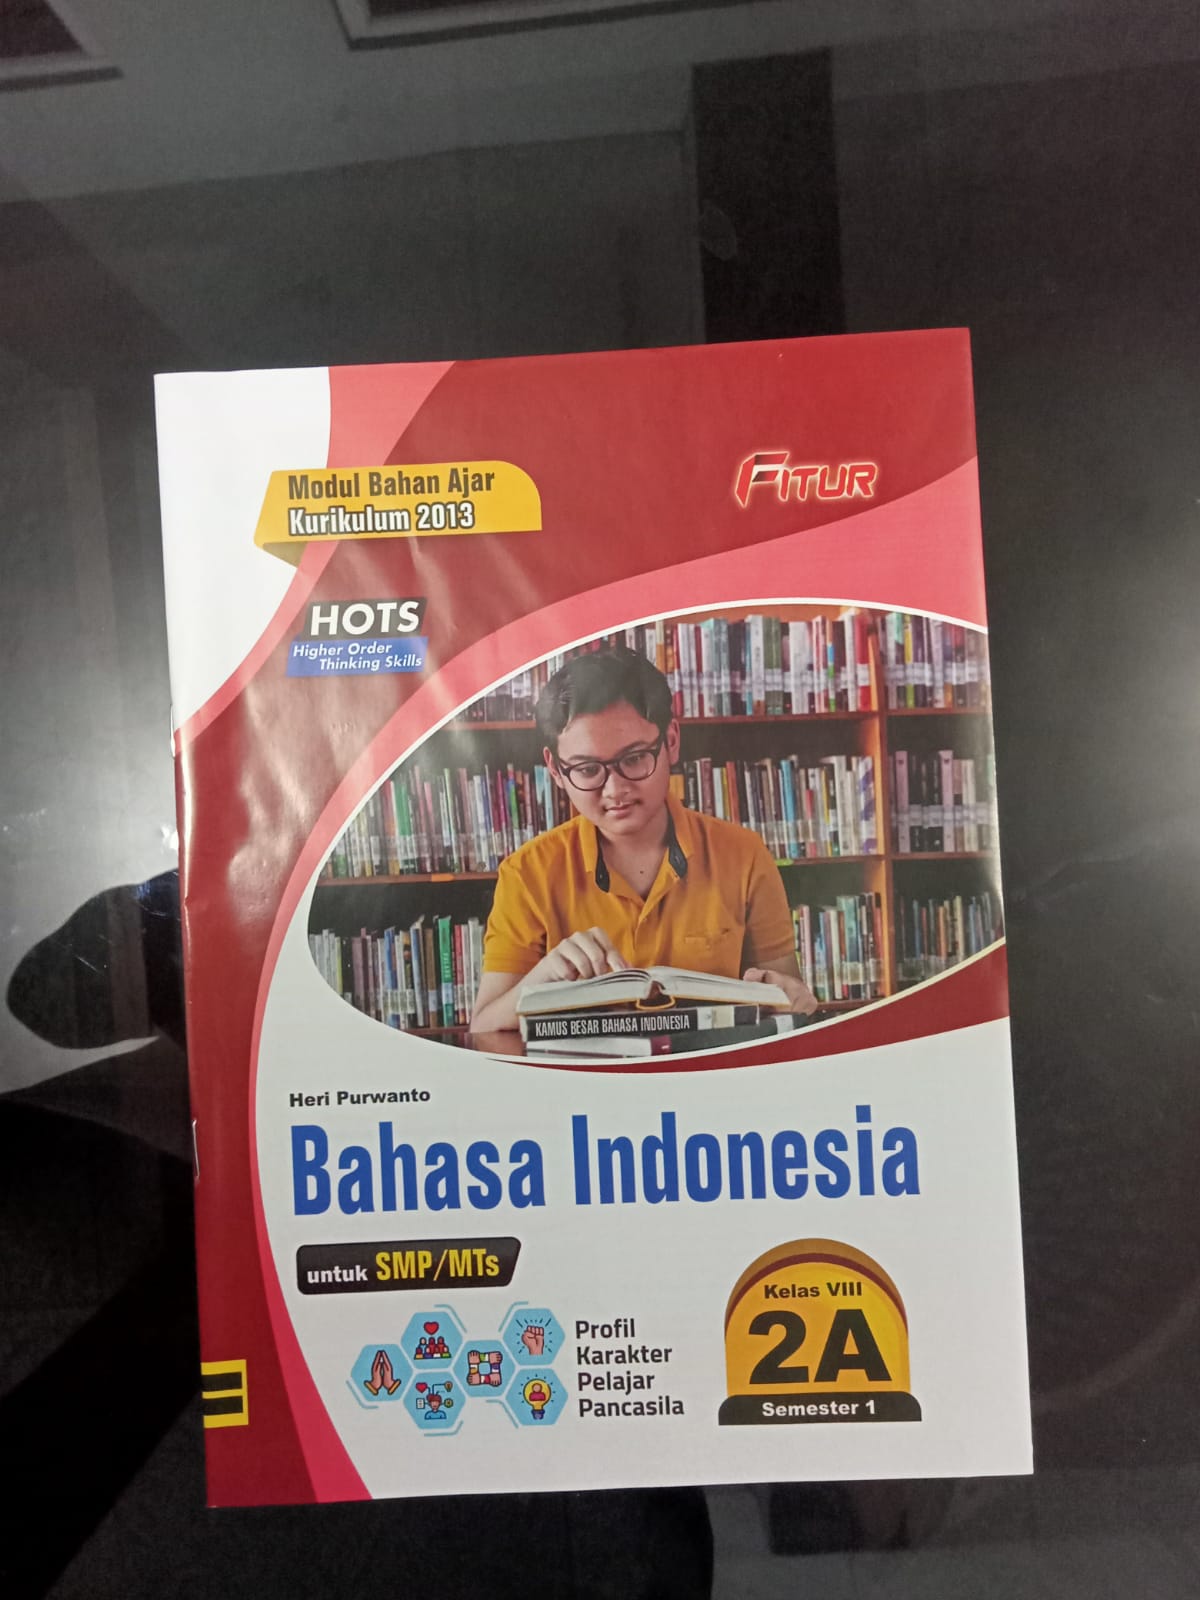 Modul Bahan Ajar
Kurikulum 2013
FITUR
HOTS
Higher Order
Thinking Skills
KAMUS BESAR BAHASA INDONESIA
Heri Purwanto
Bahasa Indonesia
untuk SMP/MTs
Profil
Karakter
Pelajar
Pancasila
Kelas VIII
2A
Semester 1